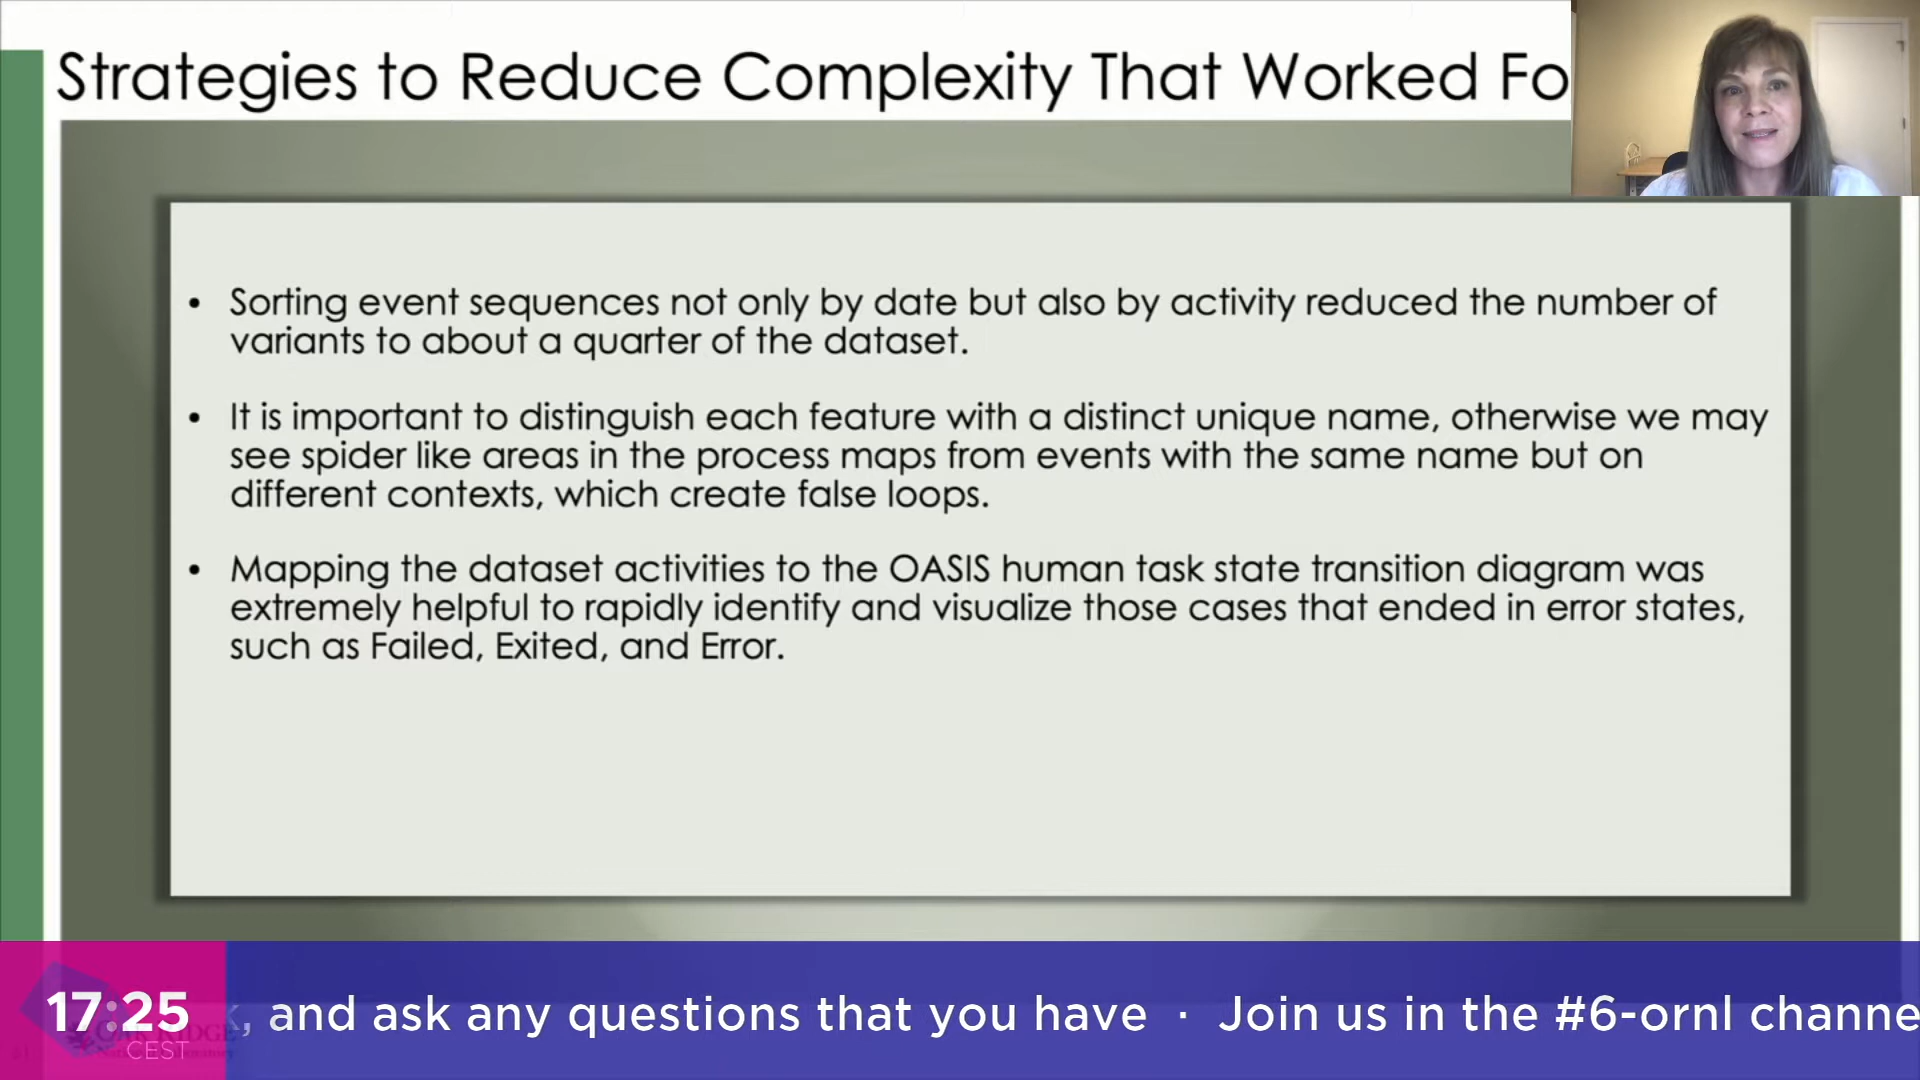 Strategies to Reduce Complexity That Worked Fo
• Sorting event sequences not only by date but also by activity reduced the number of
variants to about a quarter of the dataset.
• It is important to distinguish each feature with a distinct unique name, otherwise we may
see spider like areas in the process maps from events with the same name but on
different contexts, which create false loops.
• Mapping the dataset activities to the OASIS human task state transition diagram was
extremely helpful to rapidly identify and visualize those cases that ended in error states,
such as Failed, Exited, and Error.
17:25
CEST
, and ask any questions that you have · Join us in the #6-ornl channe